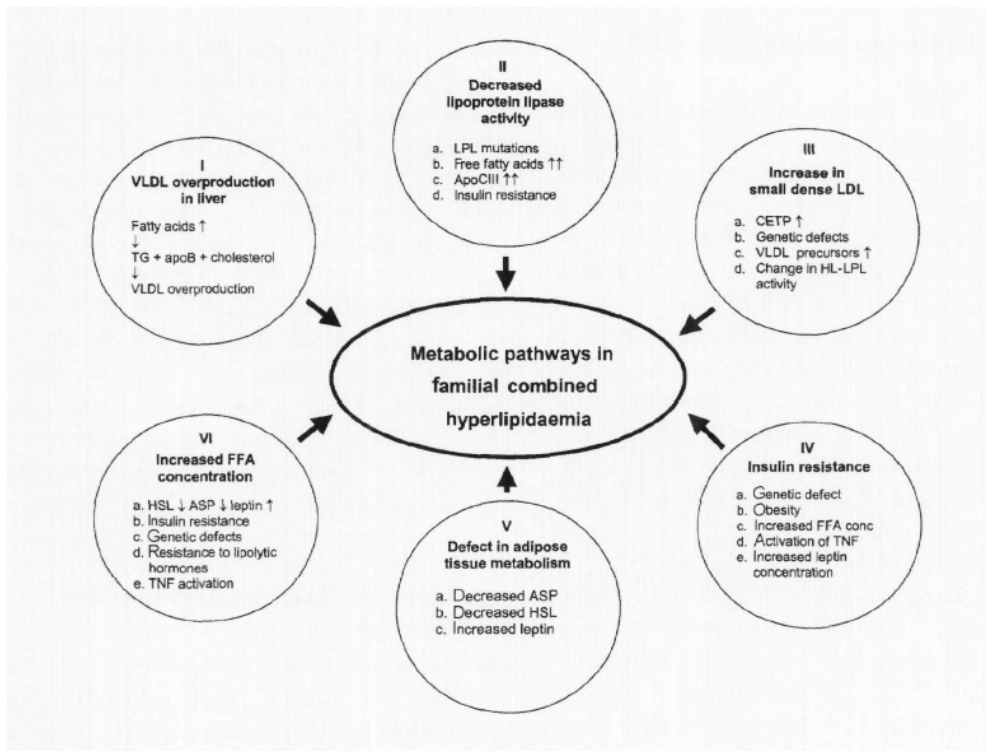 I
VLDL overproduction
in liver
Fatty acids ↑
↓
TG + apoB + cholesterol
↓
VLDL overproduction
II
Decreased
lipoprotein lipase
activity
a. LPL mutations
b. Free fatty acids ↑↑
c. ApoCIII ↑↑
d. Insulin resistance
III
Increase in
small dense LDL
a. CETP ↑
b. Genetic defects
c. VLDL precursors ↑
d. Change in HL-LPL
activity
Metabolic pathways in
familial combined
hyperlipidaemia
IV
Insulin resistance
a. Genetic defect
b. Obesity
c. Increased FFA conc
d. Activation of TNF
e. Increased leptin
concentration
V
Defect in adipose
tissue metabolism
a. Decreased ASP
b. Decreased HSL
c. Increased leptin
VI
Increased FFA
concentration
a. HSL ↓ ASP ↓ leptin ↑
b. Insulin resistance
c. Genetic defects
d. Resistance to lipolytic
hormones
e. TNF activation